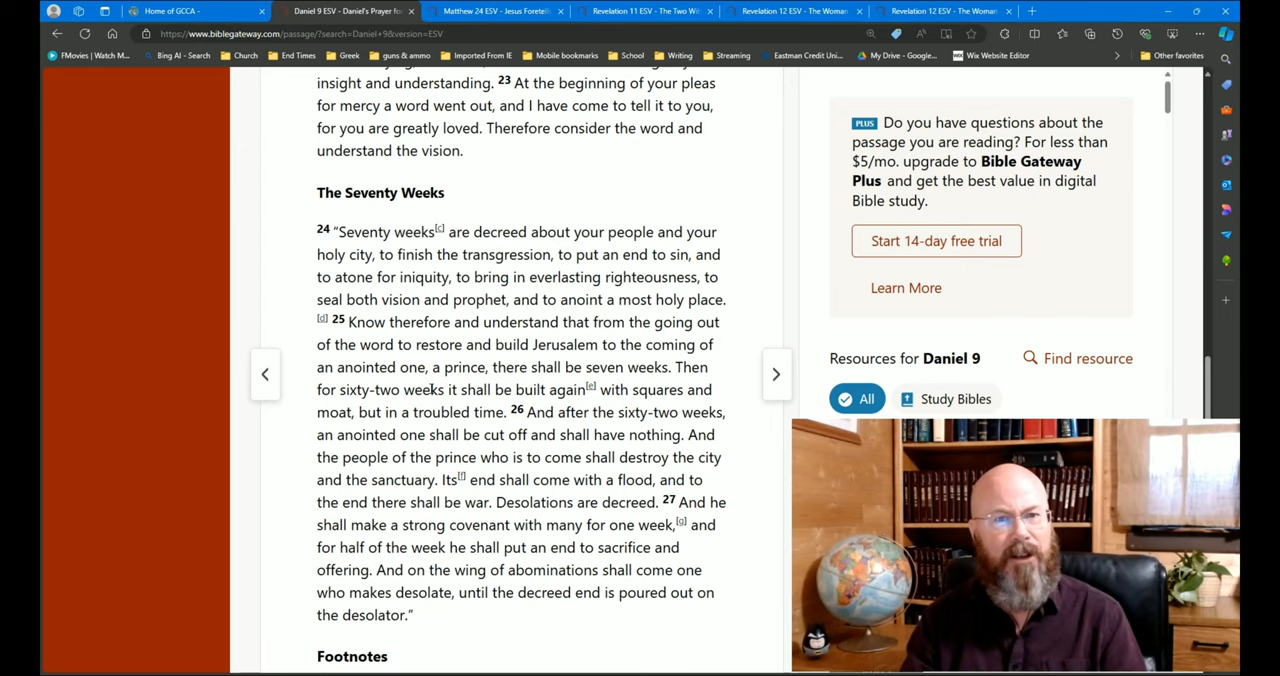 Home of GCCA -
Daniel 9 ESV - Daniel's Prayer for
Matthew 24 ESV - Jesus Foretells
Revelation 11 ESV - The Two Wit
Revelation 12 ESV - The Woman
Revelation 12 ESV - The Woman
https://www.biblegateway.com/passage/?search=Daniel+9&version=ESV
FMovies | Watch M...
Bing AI - Search
Church
End Times
Greek
guns & ammo
Imported From IE
Mobile bookmarks
School
Writing
Streaming
Eastman Credit Uni...
My Drive - Google...
Wix Website Editor
Other favorites
insight and understanding. 23 At the beginning of your pleas
for mercy a word went out, and I have come to tell it to you,
for you are greatly loved. Therefore consider the word and
understand the vision.
The Seventy Weeks
24 “Seventy weeks[c] are decreed about your people and your
holy city, to finish the transgression, to put an end to sin, and
to atone for iniquity, to bring in everlasting righteousness, to
seal both vision and prophet, and to anoint a most holy place.
[d] 25 Know therefore and understand that from the going out
of the word to restore and build Jerusalem to the coming of
an anointed one, a prince, there shall be seven weeks. Then
for sixty-two weeks it shall be built again[e] with squares and
moat, but in a troubled time. 26 And after the sixty-two weeks,
an anointed one shall be cut off and shall have nothing. And
the people of the prince who is to come shall destroy the city
and the sanctuary. Its[f] end shall come with a flood, and to
the end there shall be war. Desolations are decreed. 27 And he
shall make a strong covenant with many for one week,[g] and
for half of the week he shall put an end to sacrifice and
offering. And on the wing of abominations shall come one
who makes desolate, until the decreed end is poured out on
the desolator.”
Footnotes
PLUS Do you have questions about the
passage you are reading? For less than
$5/mo. upgrade to Bible Gateway
Plus and get the best value in digital
Bible study.
Start 14-day free trial
Learn More
Resources for Daniel 9
Find resource
All
Study Bibles